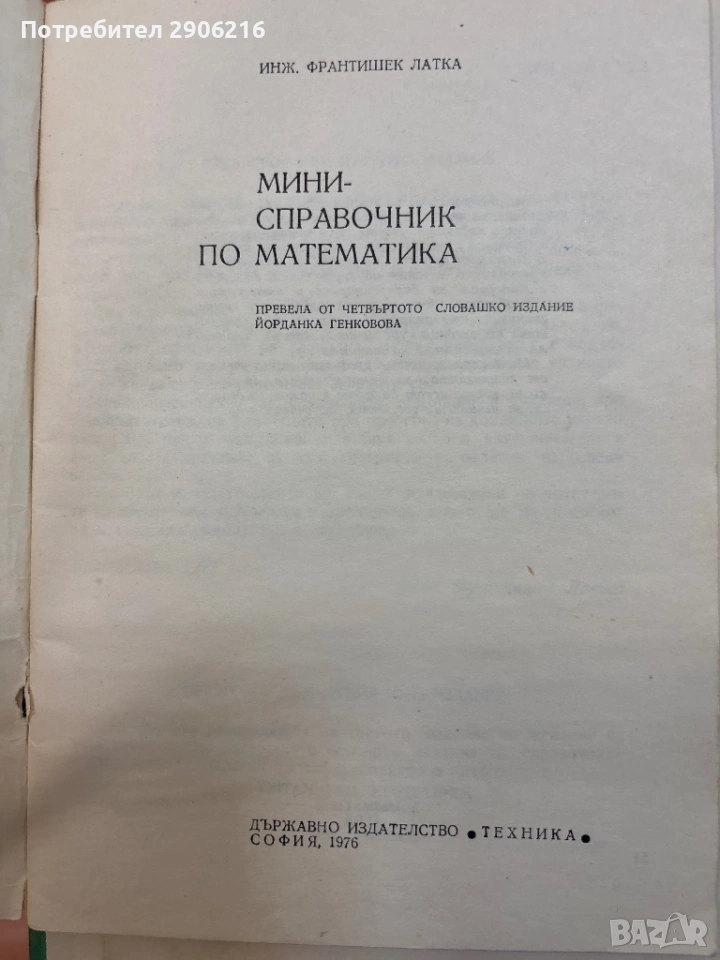 Потребител 2906216
ИНЖ. ФРАНТИШЕК ЛАТКА
МИНИ-
СПРАВОЧНИК
ПО МАТЕМАТИКА
ПРЕВЕЛА ОТ ЧЕТВЪРТОТО СЛОВАШКО ИЗДАНИЕ
ЙОРДАНКА ГЕНКОВОВА
ДЪРЖАВНО ИЗДАТЕЛСТВО •ТЕХНИКА•
СОФИЯ, 1976
BAZAR